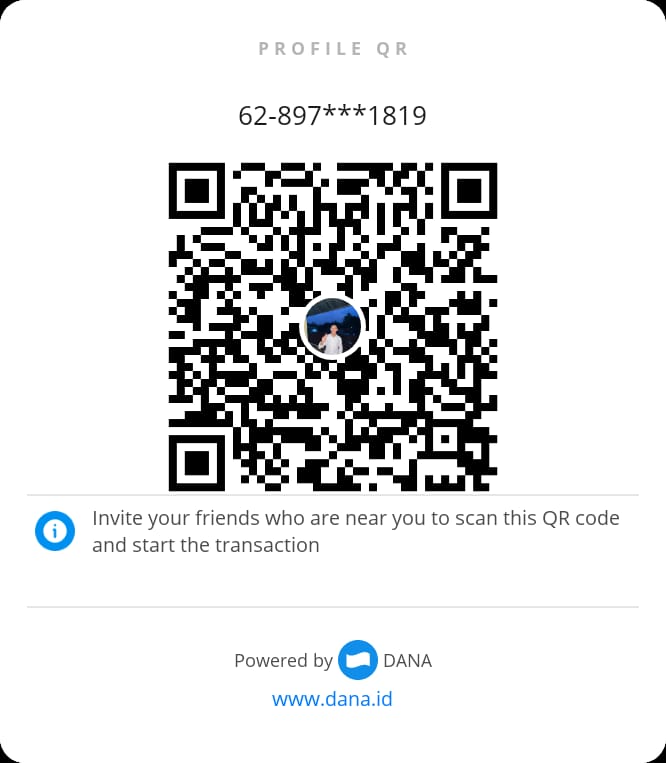 PROFILE QR
62-897***1819
Invite your friends who are near you to scan this QR code
and start the transaction
Powered by DANA
www.dana.id